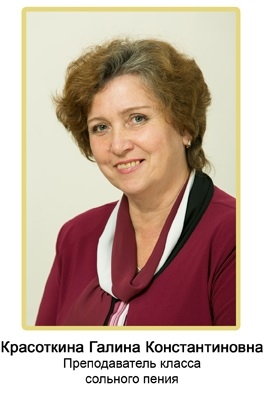 Красоткина Галина Константиновна
Преподаватель класса
сольного пения